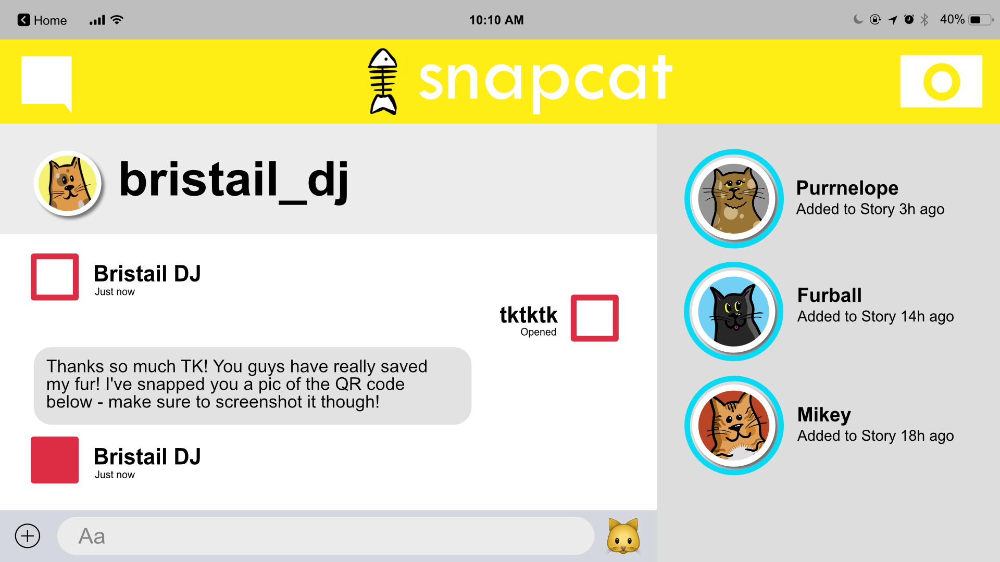 Home
10:10 AM
40%
snapcat
bristail_dj
Bristail DJ
Just now
tktktk
Opened
Thanks so much TK! You guys have really saved
my fur! I've snapped you a pic of the QR code
below - make sure to screenshot it though!
Bristail DJ
Just now
Aa
Purrnelope
Added to Story 3h ago
Furball
Added to Story 14h ago
Mikey
Added to Story 18h ago